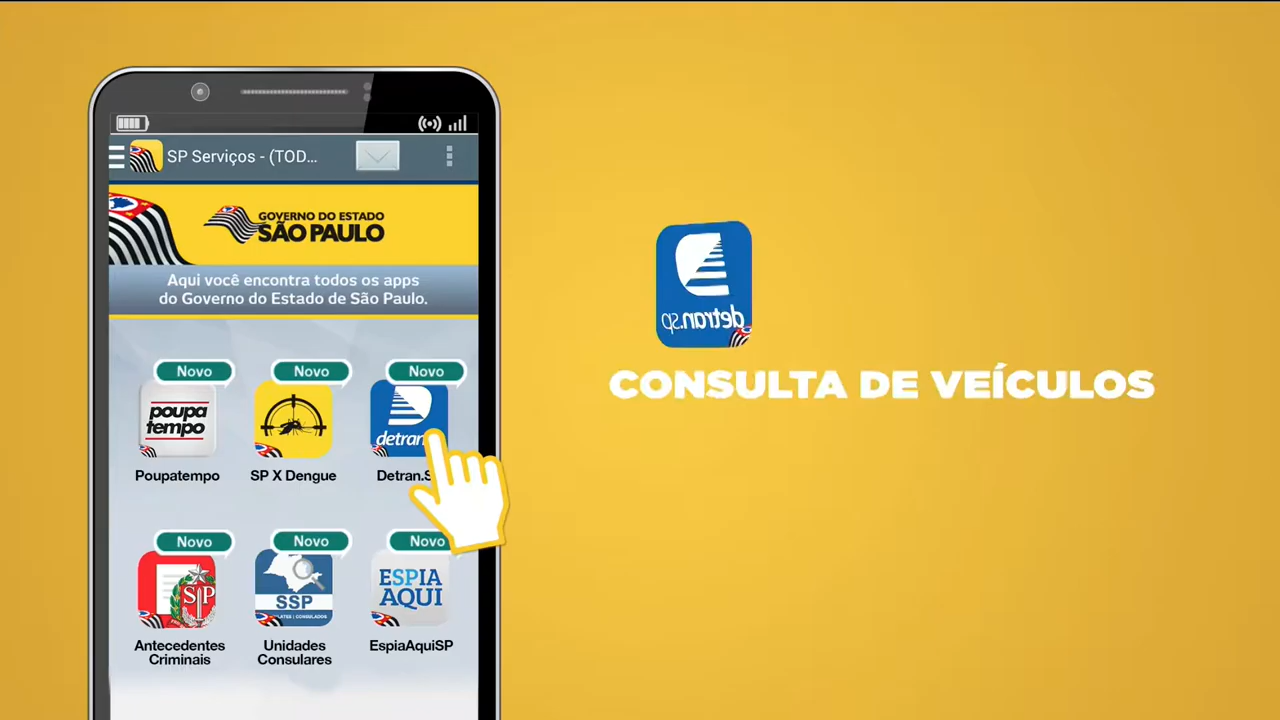 SP Serviços - (TOD...
GOVERNO DO ESTADO
SÃO PAULO
Aqui você encontra todos os apps
do Governo do Estado de São Paulo.
Novo
Novo
Novo
poupa
tempo
detran
Poupatempo
SP X Dengue
Detran.S
Novo
Novo
Novo
SP
SSP
CONSULADOS
ESPIA
AQUI
Antecedentes
Criminais
Unidades
Consulares
EspiaAquiSP
detran.sp
CONSULTA DE VEÍCULOS